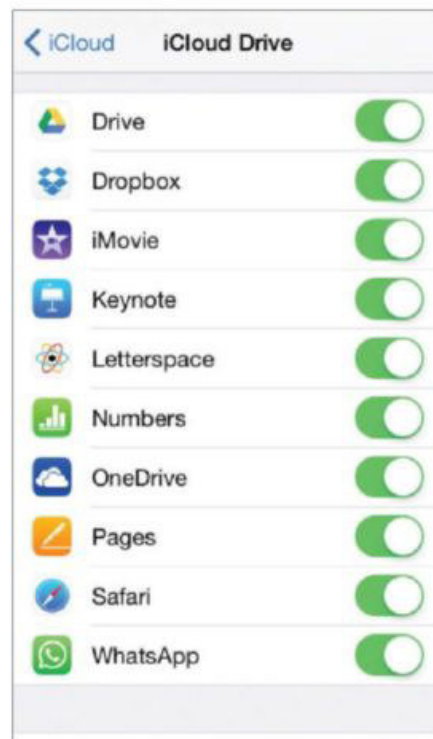 iCloud iCloud Drive
Drive
Dropbox
iMovie
Keynote
Letterspace
Numbers
OneDrive
Pages
Safari
WhatsApp